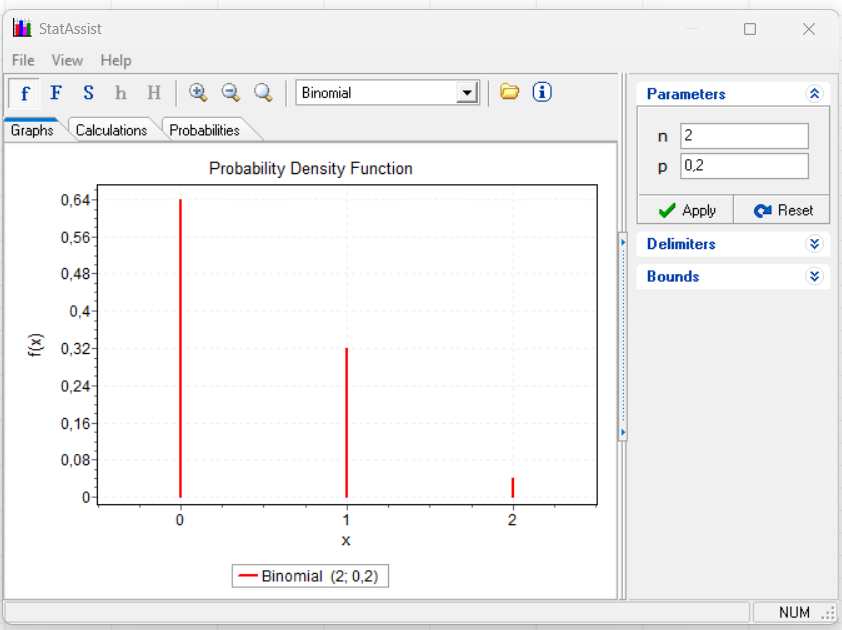 StatAssist
File View Help
f F S h H Binomial
Graphs Calculations Probabilities
Probability Density Function
0,64
0,56
0,48
0,4
0,32
0,24
0,16
0,08
0
f(x)
0 1 2
x
Binomial (2; 0,2)
Parameters
n 2
p 0,2
Apply Reset
Delimiters
Bounds
NUM